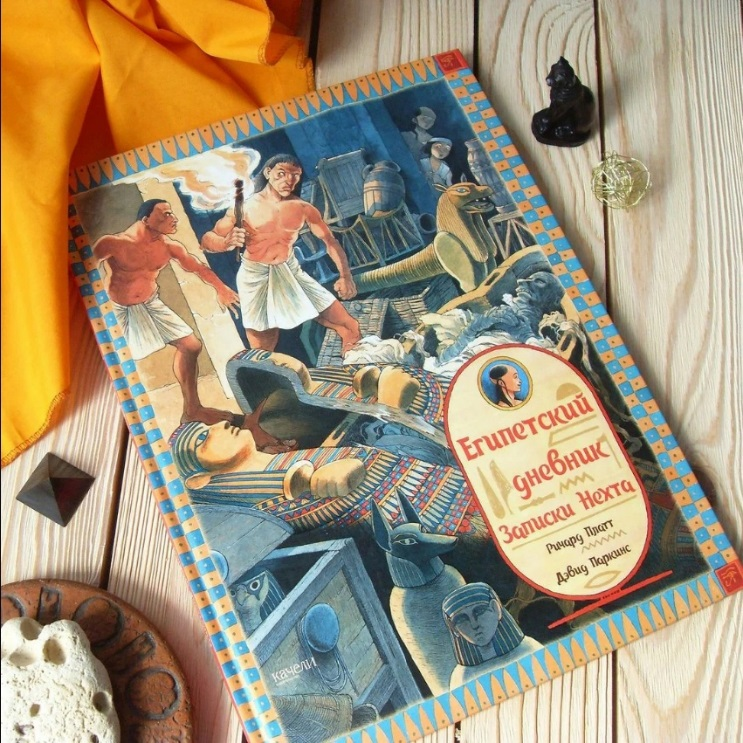 Египетский
дневник
Записки Нехта
Ричард Платт
Дэвид Паркинс
качели